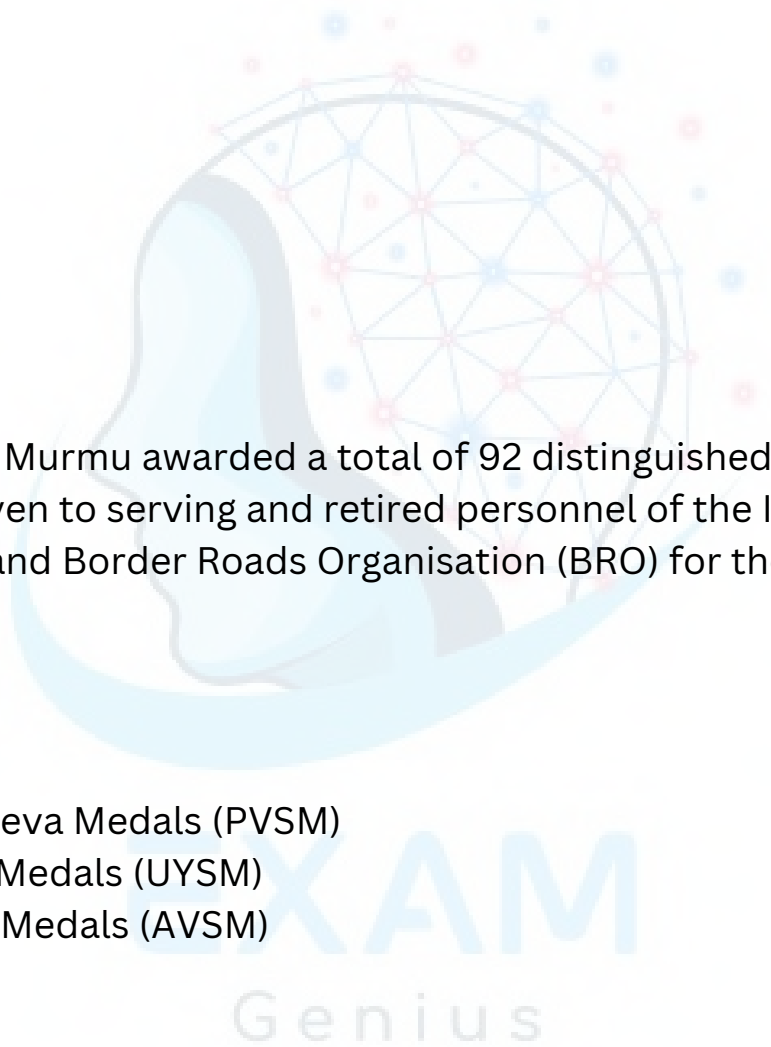 Murmu awarded a total of 92 distinguished
ven to serving and retired personnel of the I
and Border Roads Organisation (BRO) for th
eva Medals (PVSM)
Medals (UYSM)
Medals (AVSM)
EXAM
Genius